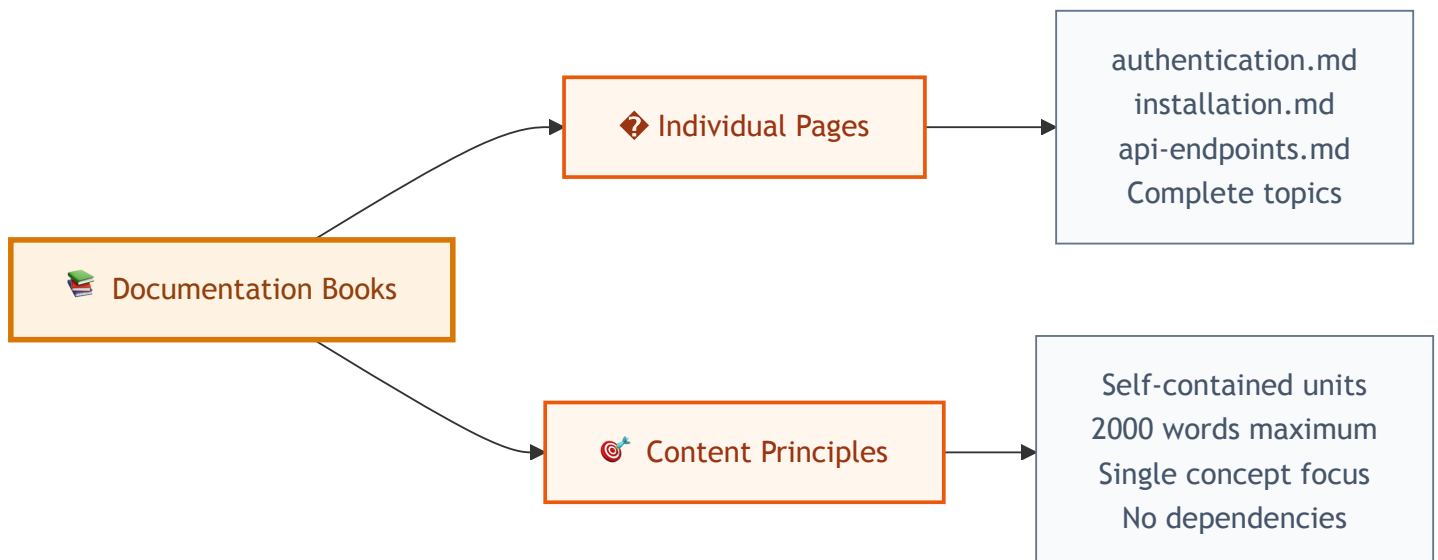 📚 Documentation Books
� Individual Pages
authentication.md
installation.md
api-endpoints.md
Complete topics
🎯 Content Principles
Self-contained units
2000 words maximum
Single concept focus
No dependencies